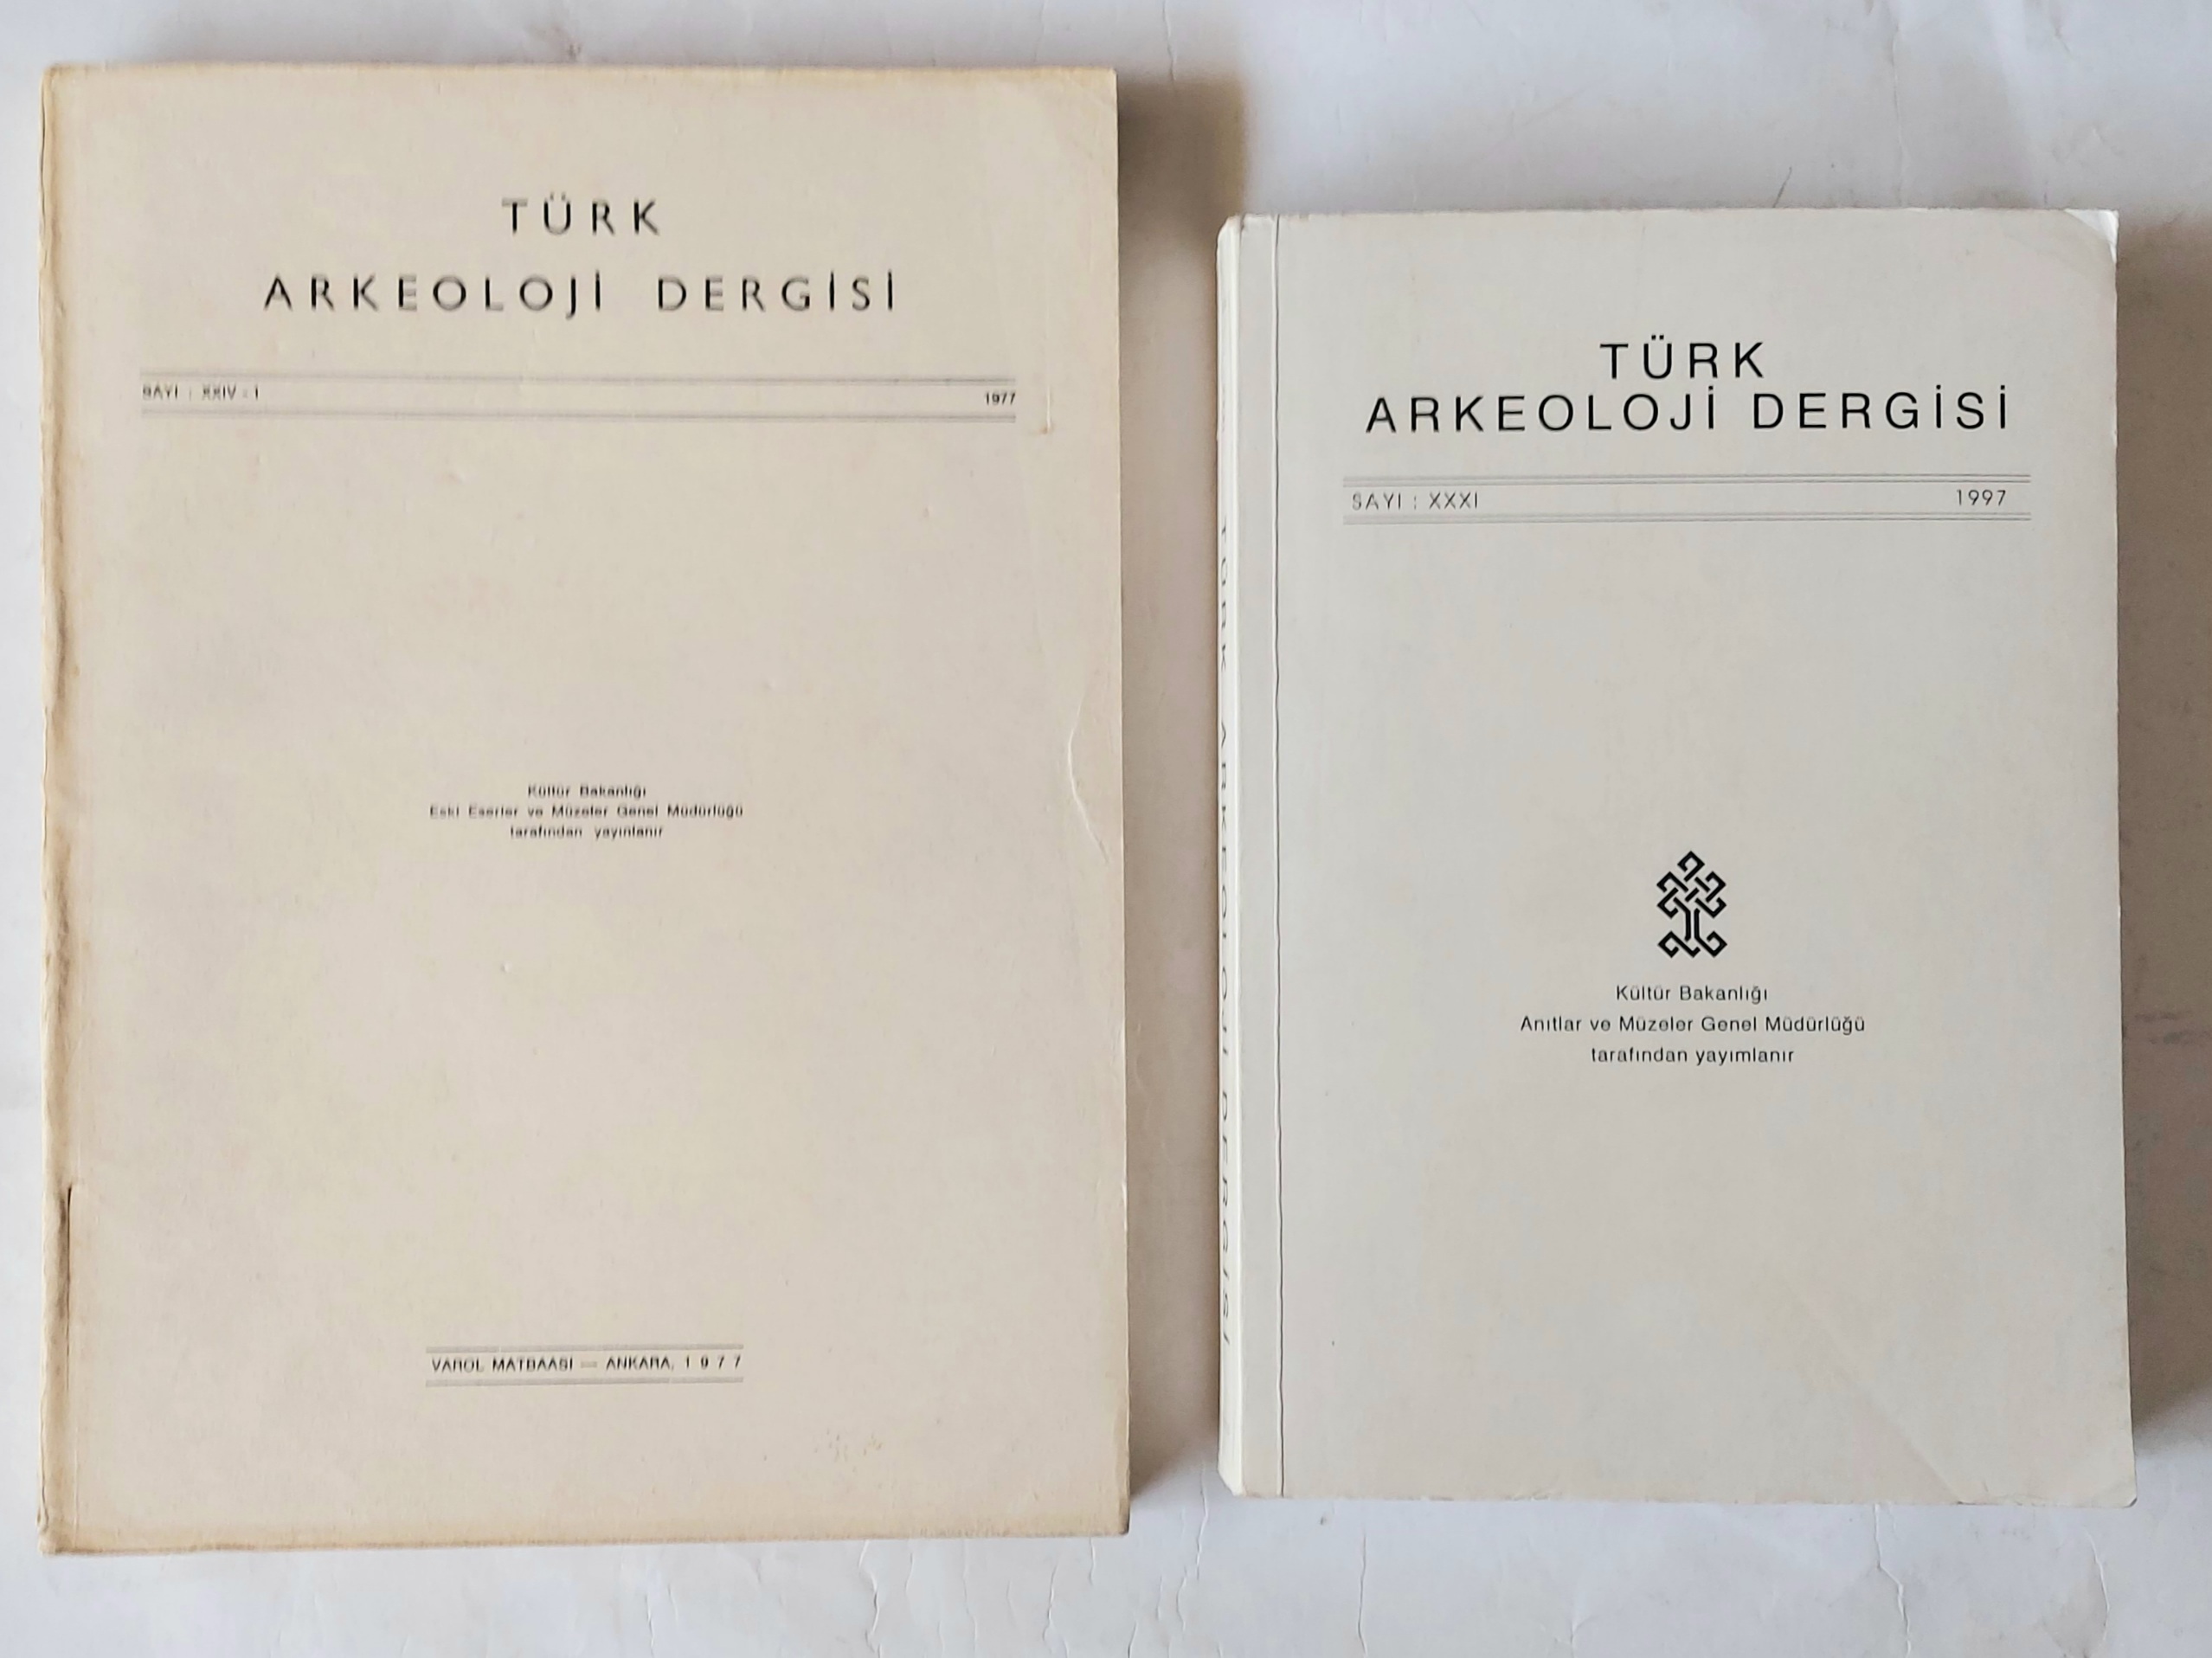 TÜRK
ARKEOLOJİ DERGİSİ
SAYI : XXIV - I
1977
Kültür Bakanlığı
Eski Eserler ve Müzeler Genel Müdürlüğü
tarafından yayınlanır
VAROL MATBAASI — ANKARA, 1977
TÜRK ARKEOLOJİ DERGİSİ
TÜRK
ARKEOLOJİ DERGİSİ
SAYI : XXXI
1997
Kültür Bakanlığı
Anıtlar ve Müzeler Genel Müdürlüğü
tarafından yayımlanır